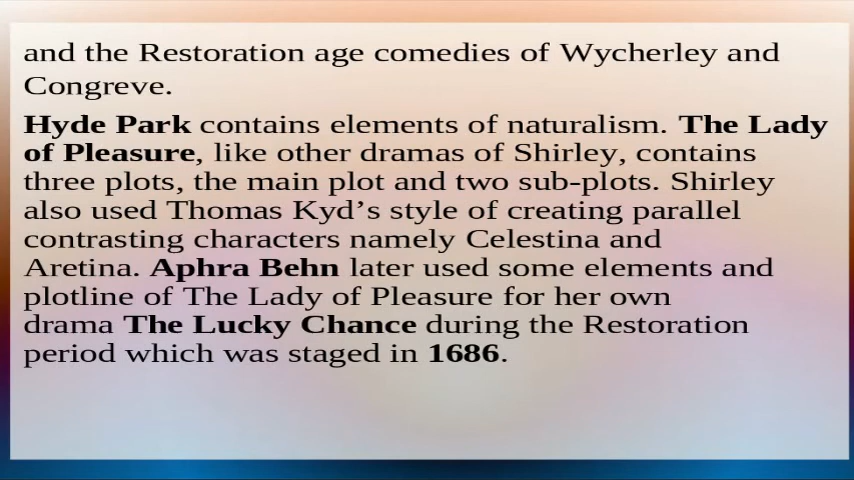 and the Restoration age comedies of Wycherley and
Congreve.
Hyde Park contains elements of naturalism. The Lady
of Pleasure, like other dramas of Shirley, contains
three plots, the main plot and two sub-plots. Shirley
also used Thomas Kyd’s style of creating parallel
contrasting characters namely Celestina and
Aretina. Aphra Behn later used some elements and
plotline of The Lady of Pleasure for her own
drama The Lucky Chance during the Restoration
period which was staged in 1686.